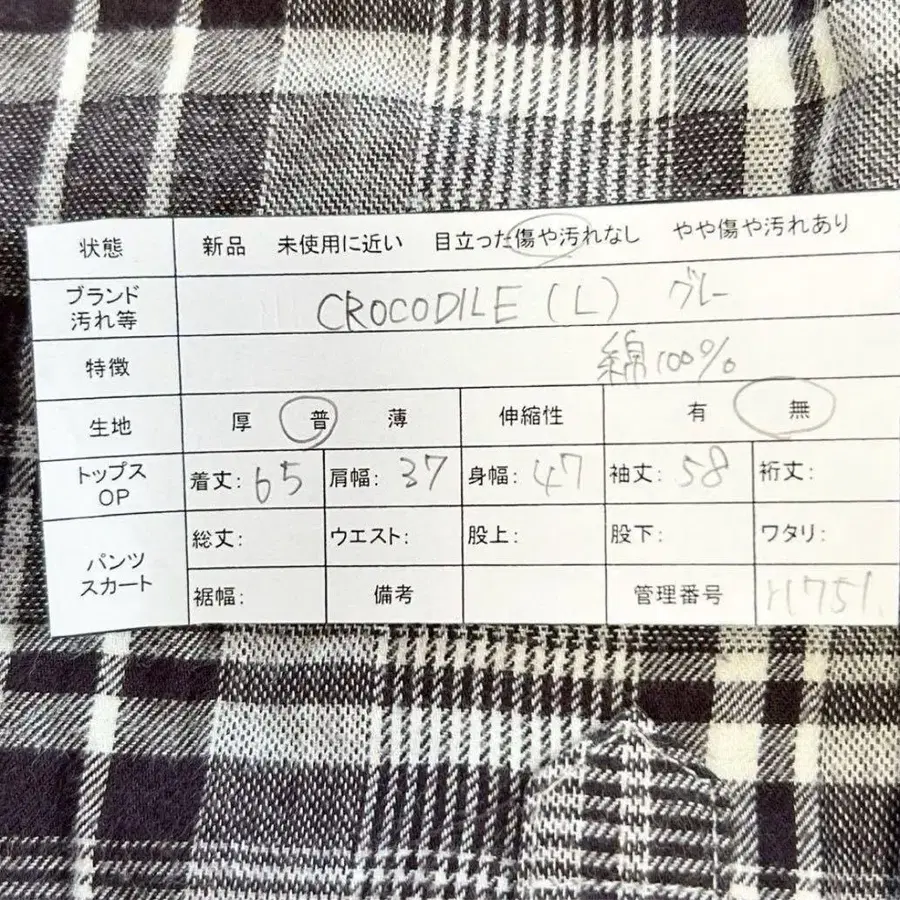 状態 新品 未使用に近い 目立った傷や汚れなし やや傷や汚れあり
ブランド 汚れ等 CROCODILE (L) グレー
特徴 綿100%
生地 厚 普 薄 伸縮性 有 無
トップス OP 着丈: 65 肩幅: 37 身幅: 47 袖丈: 58 裄丈:
パンツ スカート 総丈: ウエスト: 股上: 股下: ワタリ:
裾幅: 備考 管理番号